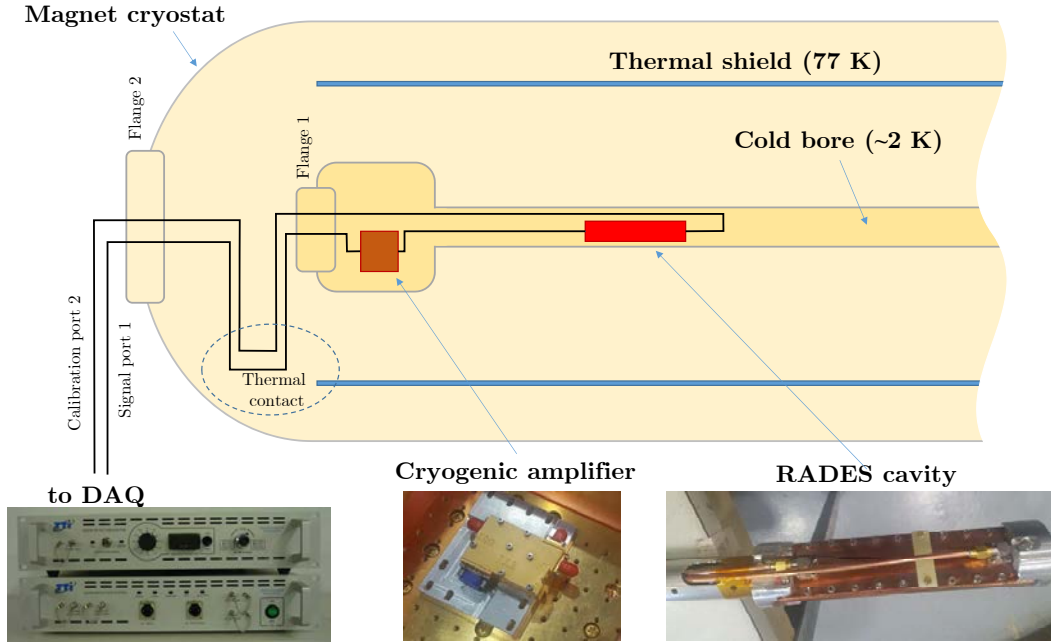 Magnet cryostat
Thermal shield (77 K)
Flange 2
Flange 1
Cold bore (~2 K)
Calibration port 2
Signal port 1
Thermal
contact
Cryogenic amplifier
RADES cavity
to DAQ